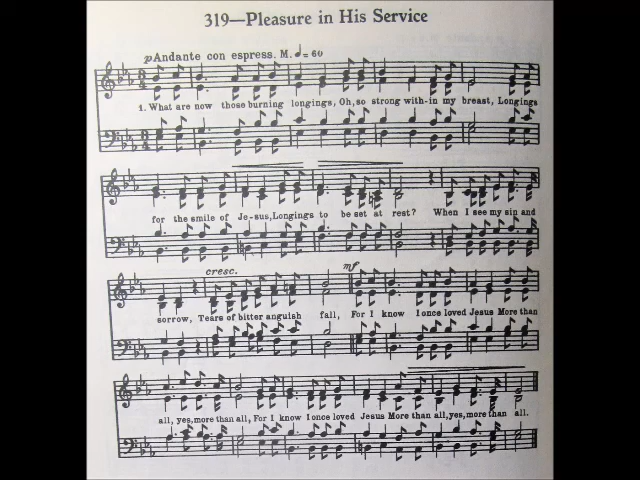 319—Pleasure in His Service
p Andante con espress. M. ♩= 60
1. What are now those burning longings, Oh, so strong with-in my breast, Longings
for the smile of Je-sus, Longings to be set at rest? When I see my sin and
cresc. mf
sorrow, Tears of bitter anguish fall, For I know I once loved Jesus More than
all, yes, more than all, For I know I once loved Jesus More than all, yes, more than all.